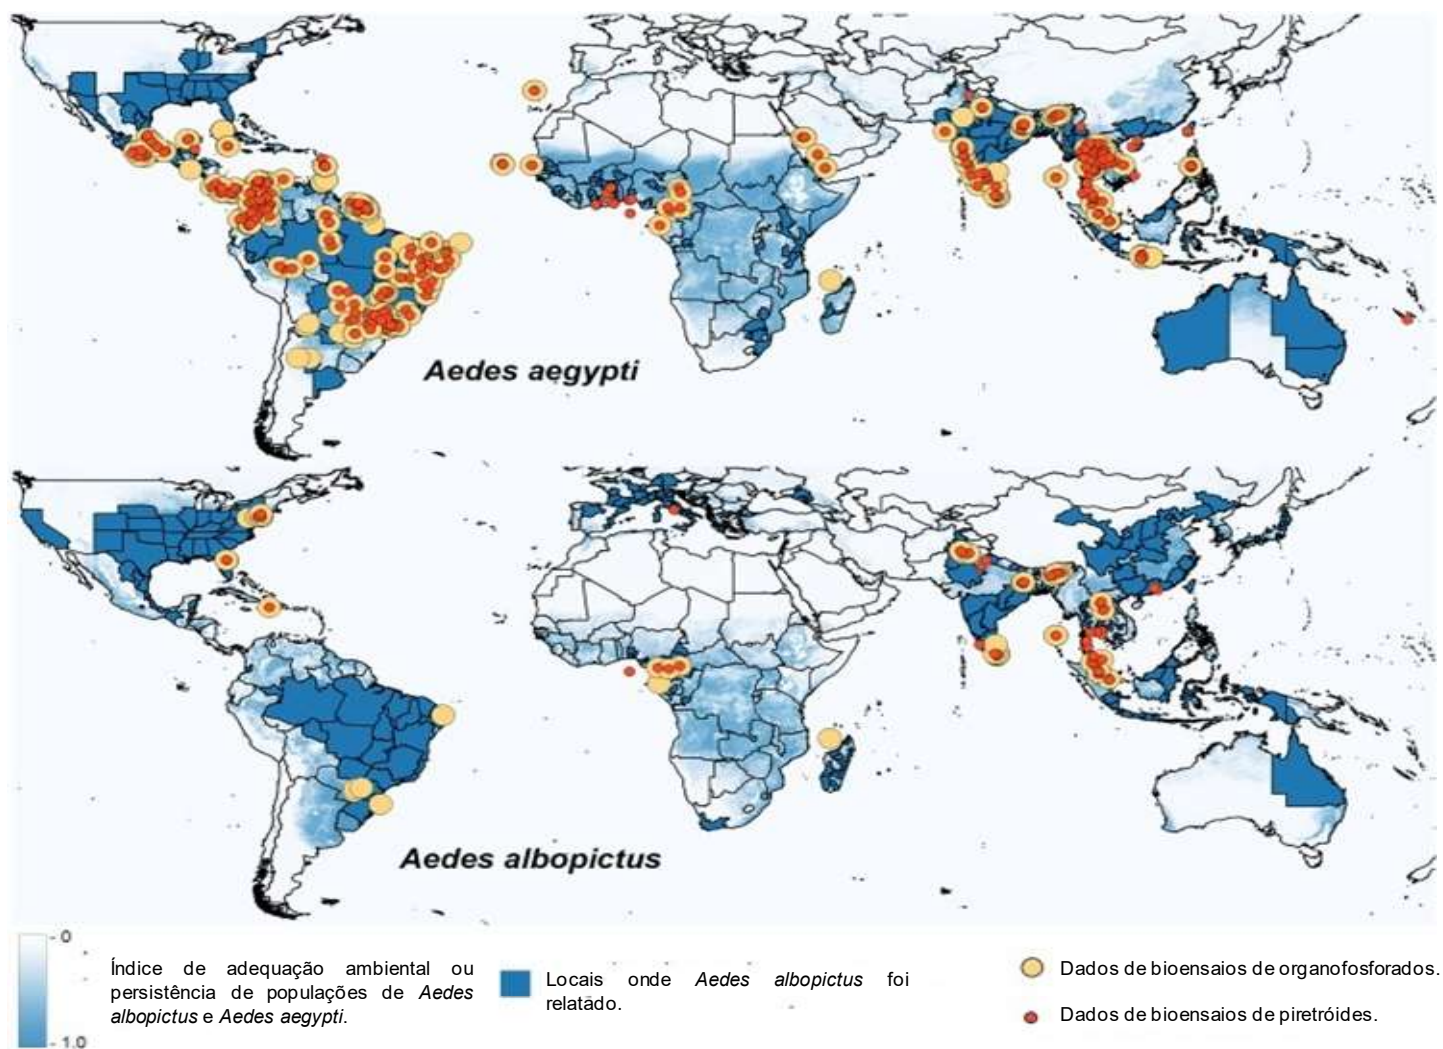 Aedes aegypti
Aedes albopictus
0
1.0
Índice de adequação ambiental ou
persistência de populações de Aedes
albopictus e Aedes aegypti.
Locais onde Aedes albopictus foi
relatado.
Dados de bioensaios de organofosforados.
Dados de bioensaios de piretróides.